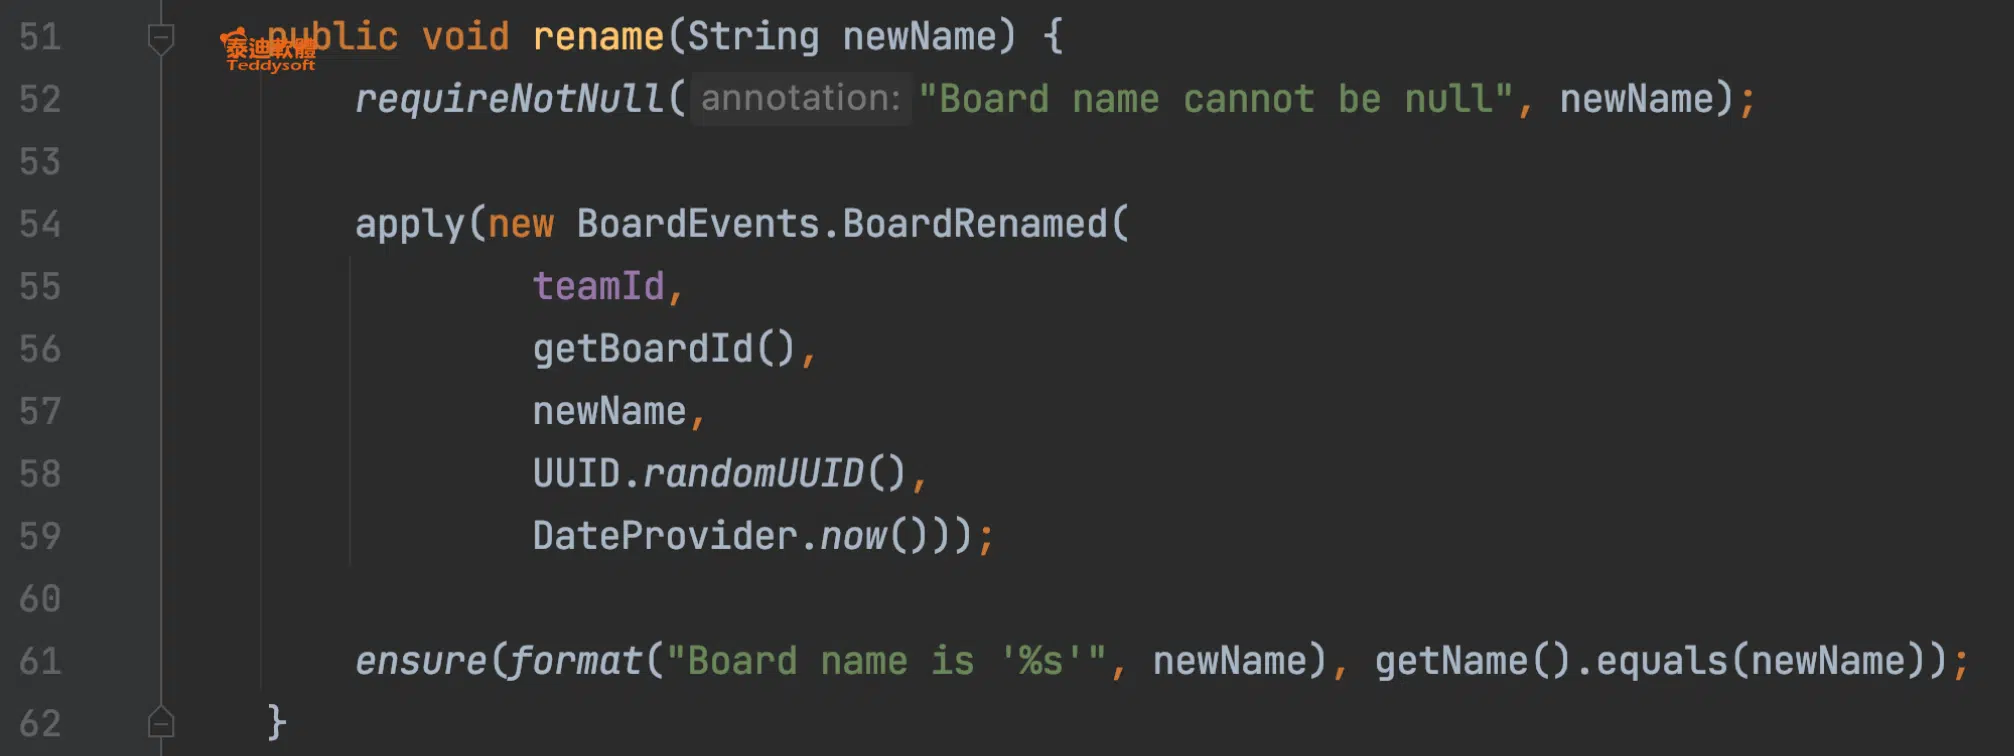 51 public void rename(String newName) {
泰迪軟體
Teddysoft
52 requireNotNull( annotation: "Board name cannot be null", newName);
53
54 apply(new BoardEvents.BoardRenamed(
55 teamId,
56 getBoardId(),
57 newName,
58 UUID.randomUUID(),
59 DateProvider.now()));
60
61 ensure(format("Board name is '%s'", newName), getName().equals(newName));
62 }